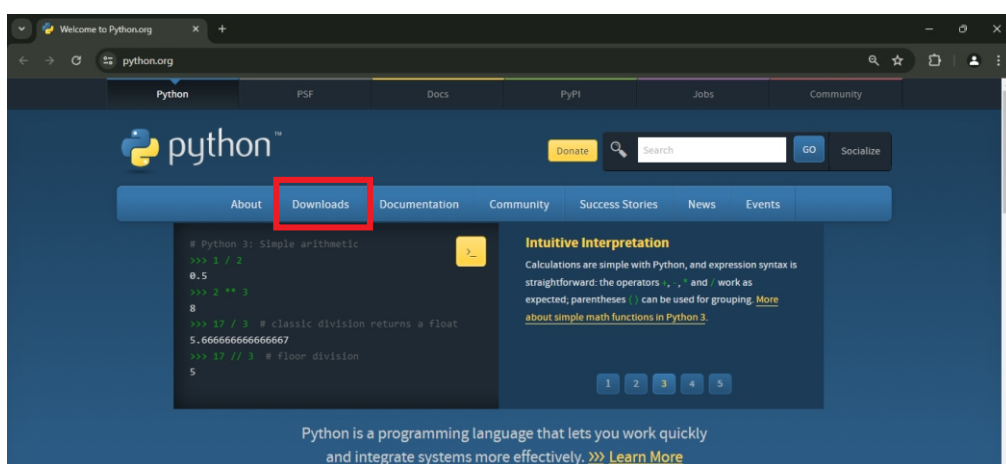 Welcome to Python.org
python.org
Python PSF Docs PyPI Jobs Community
python™
Donate Search GO Socialize
About Downloads Documentation Community Success Stories News Events
# Python 3: Simple arithmetic
>>> 1 / 2
0.5
>>> 2 ** 3
8
>>> 17 / 3 # classic division returns a float
5.666666666666667
>>> 17 // 3 # floor division
5
>_
Intuitive Interpretation
Calculations are simple with Python, and expression syntax is
straightforward: the operators +, -, * and / work as
expected; parentheses () can be used for grouping. More
about simple math functions in Python 3.
1 2 3 4 5
Python is a programming language that lets you work quickly
and integrate systems more effectively. >>> Learn More